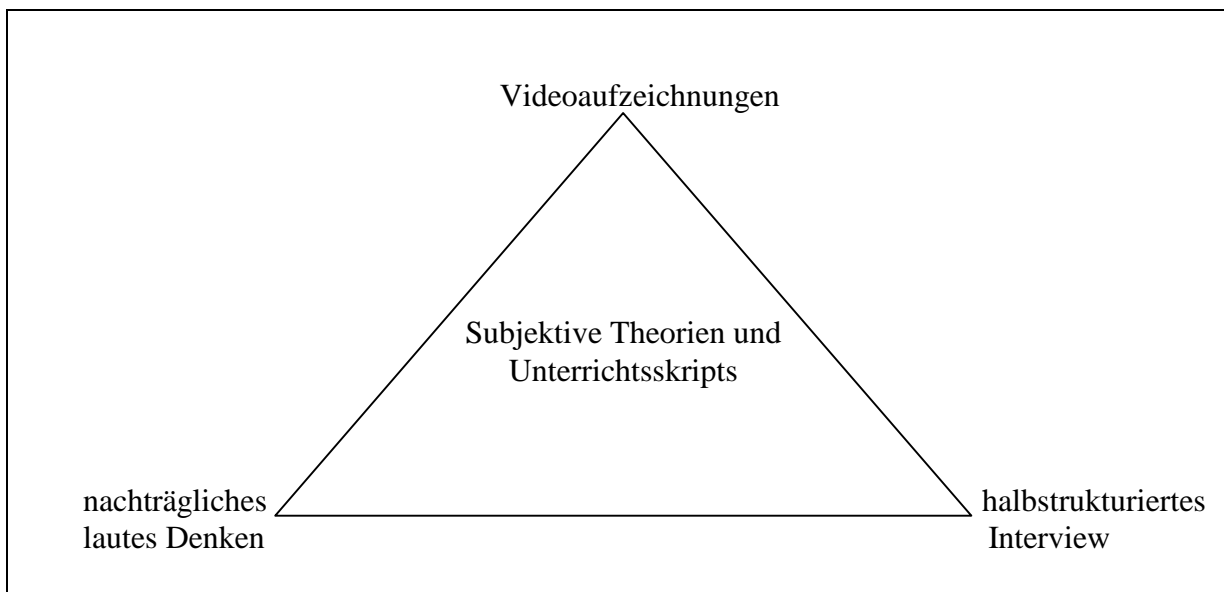 Videoaufzeichnungen
Subjektive Theorien und
Unterrichtsskripts
nachträgliches
lautes Denken
halbstrukturiertes
Interview